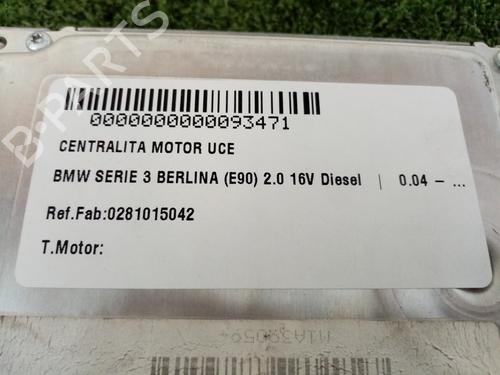 B-PARTS
0000000000093471
CENTRALITA MOTOR UCE
BMW SERIE 3 BERLINA (E90) 2.0 16V Diesel | 0.04 – ...
Ref.Fab:0281015042
T.Motor: